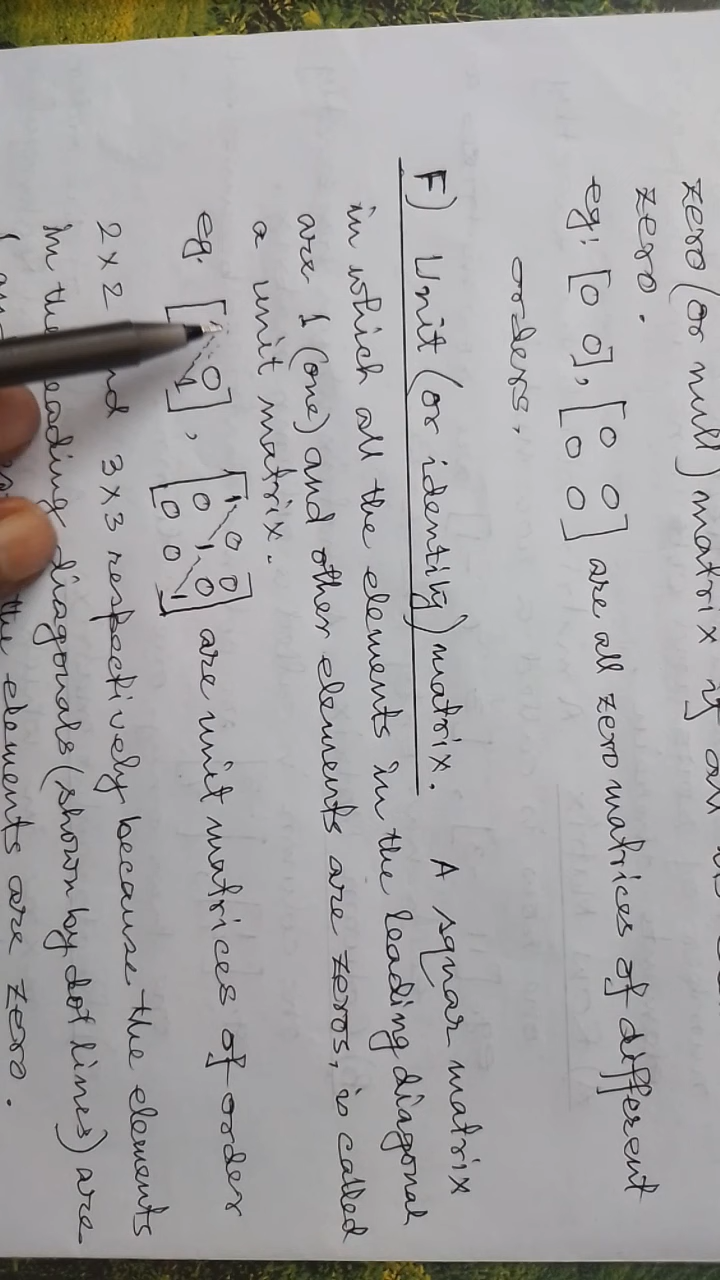 zero (or null) matrix if all
zero.
eg: [0 0], [0 0
0 0] are all zero matrices of different
orders.
F) Unit (or identity) matrix. A squar matrix
in which all the elements in the leading diagonal
are 1 (one) and other elements are zeros, is called
a unit matrix.
eg. [ 0
1], [1 0 0
0 1 0
0 0 1] are unit matrices of order
2 x 2 3 x 3 respectively because the elements
in the leading diagonals (shown by dot lines) are
the elements are zero.